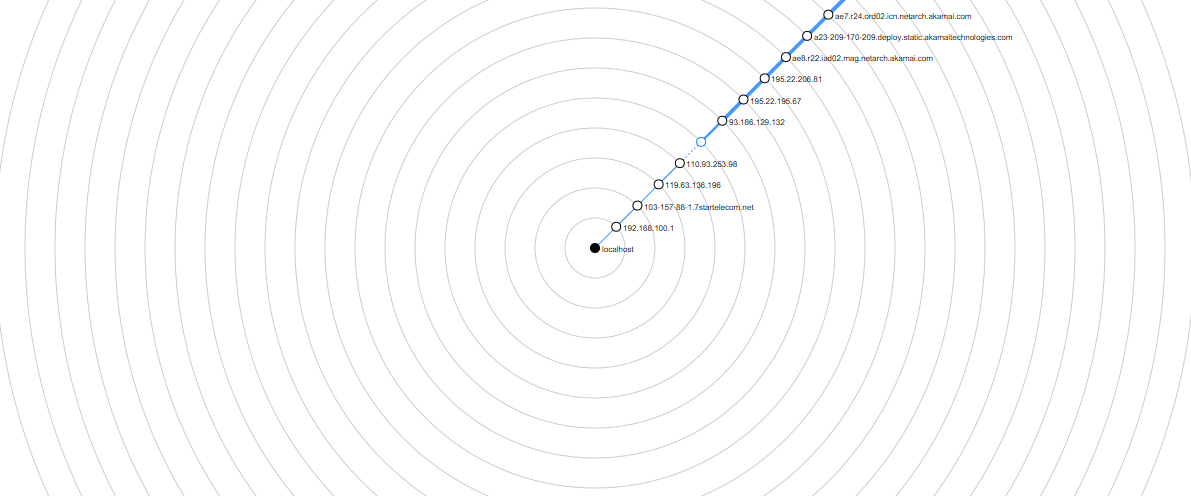 ae7.r24.ord02.icn.netarch.akamai.com
a23-209-170-209.deploy.static.akamaitechnologies.com
ae8.r22.iad02.mag.netarch.akamai.com
195.22.206.81
195.22.195.67
93.186.129.132
110.93.253.98
119.63.136.196
103-157-88-1.7startelecom.net
192.168.100.1
localhost